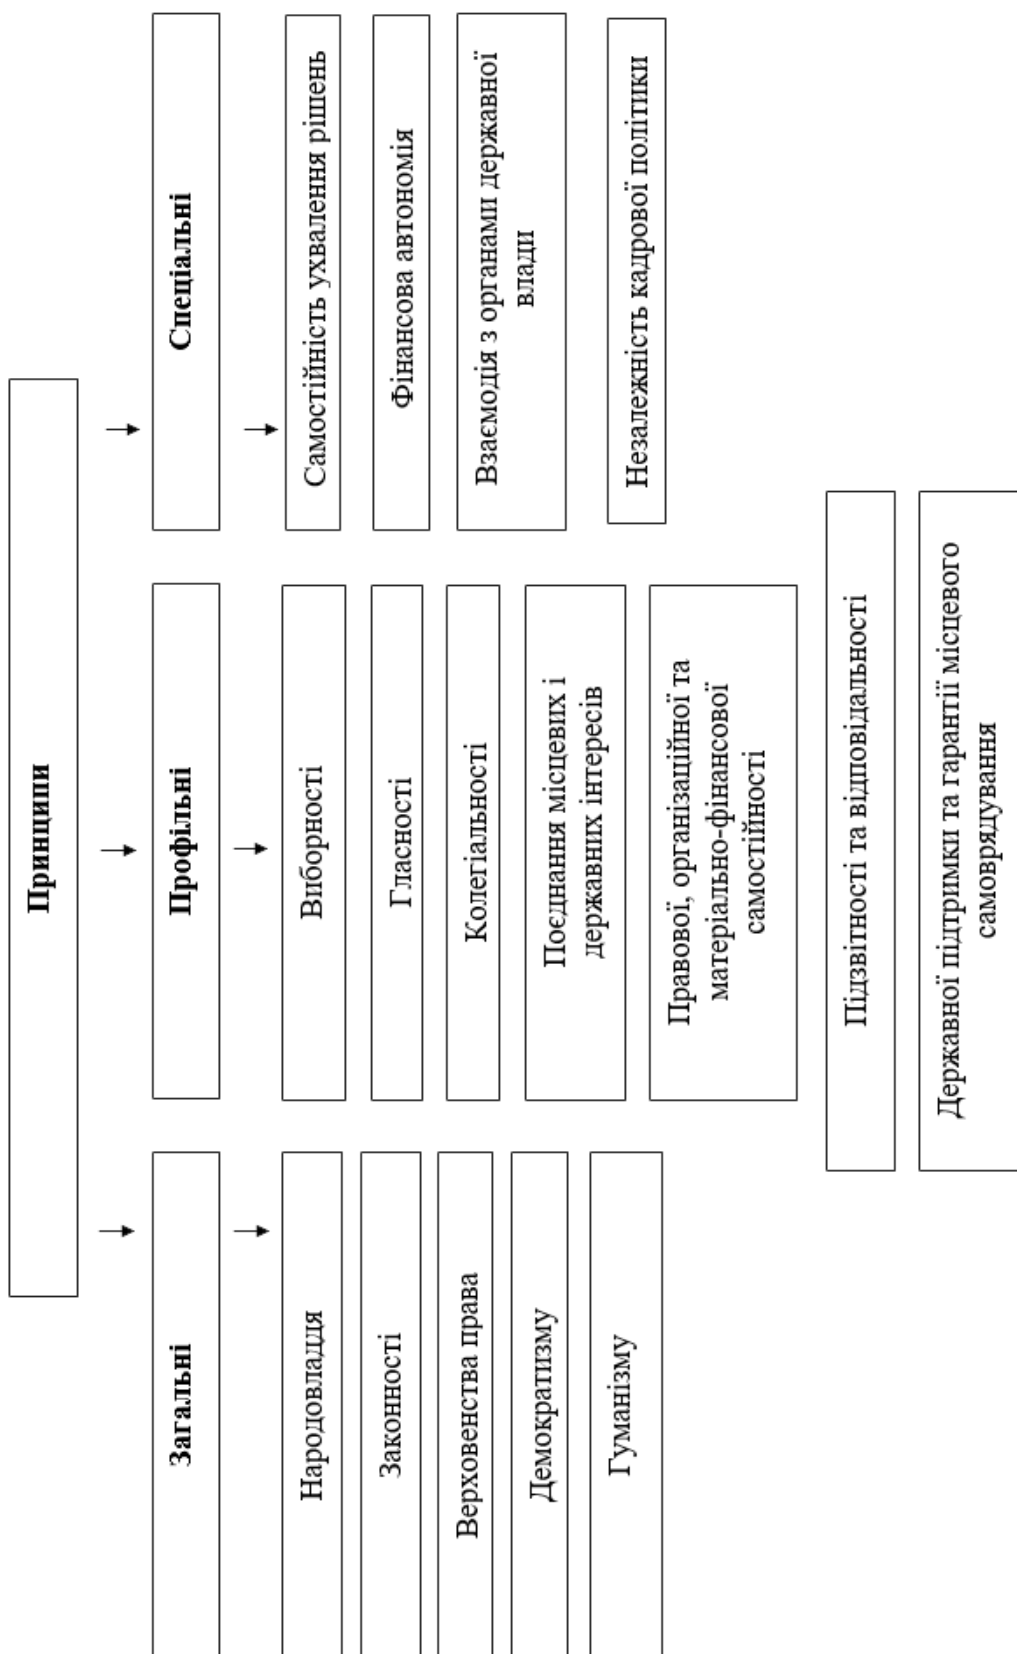 Принципи
Загальні
Народовладдя
Законності
Верховенства права
Демократизму
Гуманізму
Профільні
Виборності
Гласності
Колегіальності
Поєднання місцевих і
державних інтересів
Правової, організаційної та
матеріально-фінансової
самостійності
Підзвітності та відповідальності
Державної підтримки та гарантії місцевого
самоврядування
Спеціальні
Самостійність ухвалення рішень
Фінансова автономія
Взаємодія з органами державної
влади
Незалежність кадрової політики